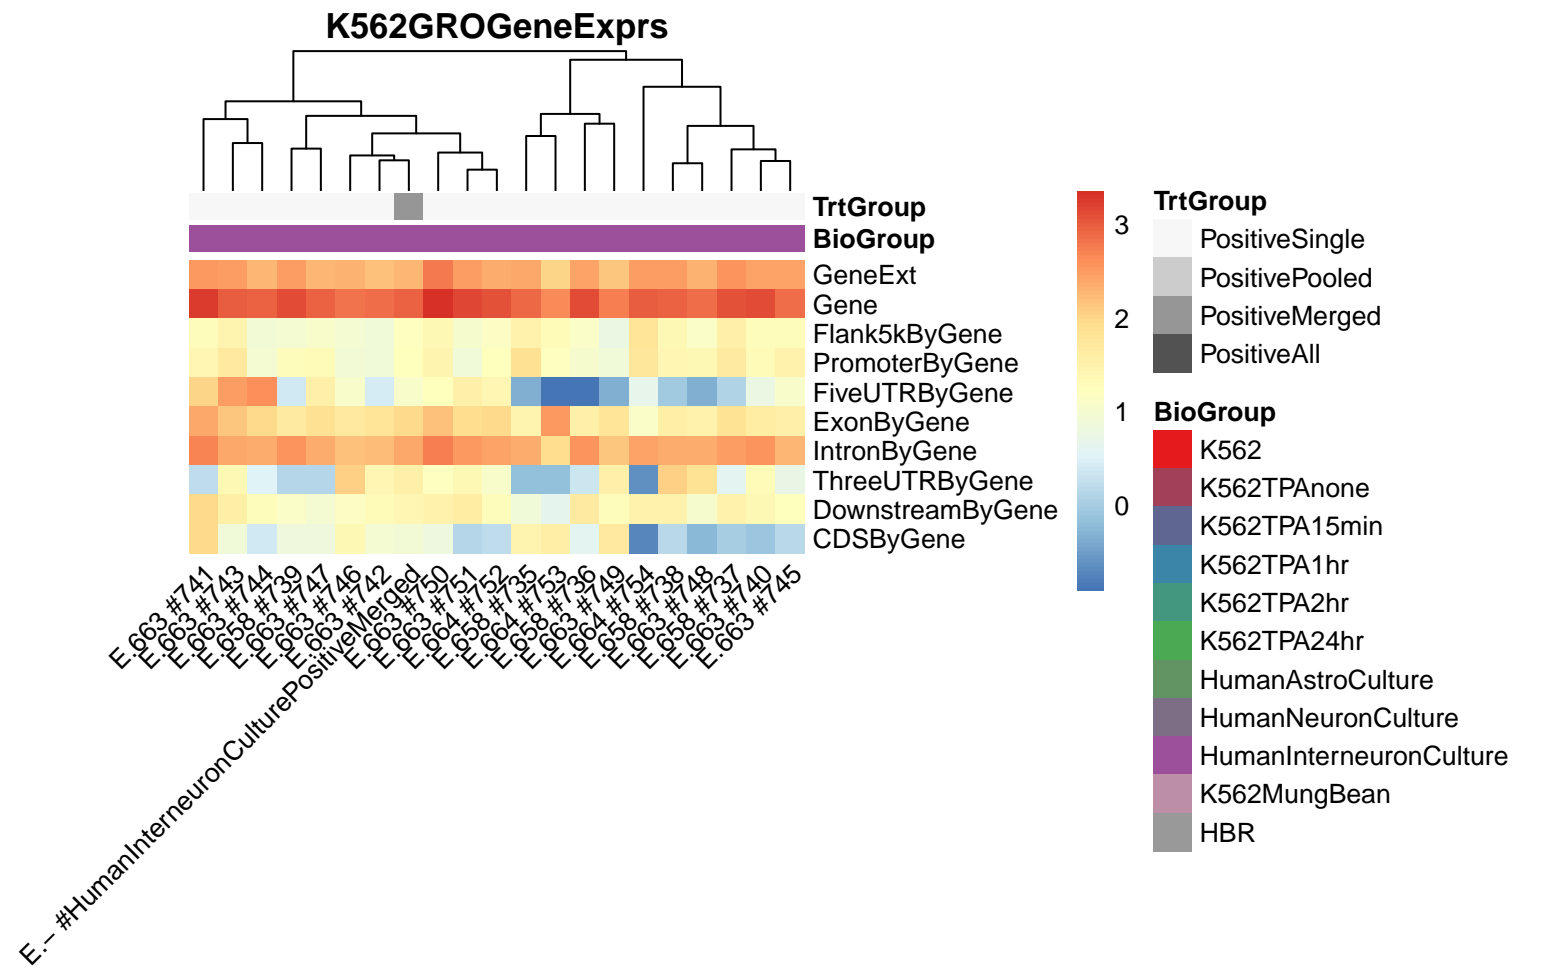 K562GROGeneExprs
TrtGroup
BioGroup
GeneExt
Gene
Flank5kByGene
PromoterByGene
FiveUTRByGene
ExonByGene
IntronByGene
ThreeUTRByGene
DownstreamByGene
CDSByGene
E.663 #741
E.663 #743
E.663 #744
E.658 #739
E.663 #747
E.663 #746
E.663 #742
E.− #HumanInterneuronCulturePositiveMerged
E.663 #750
E.663 #751
E.664 #752
E.658 #735
E.664 #753
E.658 #736
E.663 #749
E.664 #754
E.658 #738
E.663 #748
E.658 #737
E.663 #740
E.663 #745
3
2
1
0
TrtGroup
PositiveSingle
PositivePooled
PositiveMerged
PositiveAll
BioGroup
K562
K562TPAnone
K562TPA15min
K562TPA1hr
K562TPA2hr
K562TPA24hr
HumanAstroCulture
HumanNeuronCulture
HumanInterneuronCulture
K562MungBean
HBR